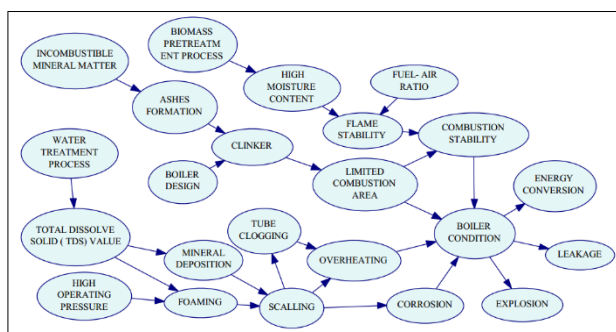 BIOMASS
PRETREATM
ENT PROCESS
INCOMBUSTIBLE
MINERAL MATTER
HIGH
MOISTURE
CONTENT
FUEL- AIR
RATIO
ASHES
FORMATION
FLAME
STABILITY
COMBUSTION
STABILITY
WATER
TREATMENT
PROCESS
CLINKER
BOILER
DESIGN
LIMITED
COMBUSTION
AREA
ENERGY
CONVERSION
TOTAL DISSOLVE
SOLID ( TDS) VALUE
TUBE
CLOGGING
BOILER
CONDITION
MINERAL
DEPOSITION
OVERHEATING
LEAKAGE
HIGH
OPERATING
PRESSURE
FOAMING
SCALLING
CORROSION
EXPLOSION